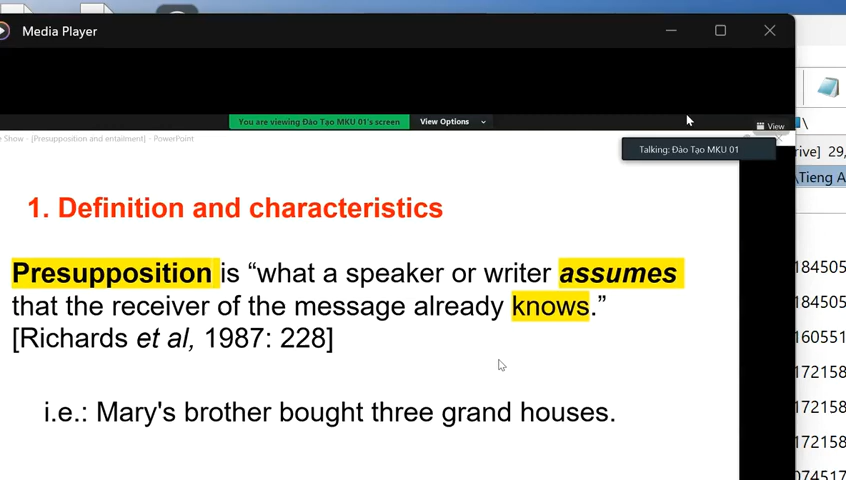 Media Player
You are viewing Đào Tạo MKU 01's screen
View Options
View
Show - [Presupposition and entailment] - PowerPoint
Talking: Đào Tạo MKU 01
1. Definition and characteristics
Presupposition is “what a speaker or writer assumes
that the receiver of the message already knows.”
[Richards et al, 1987: 228]
i.e.: Mary's brother bought three grand houses.
\
rive] 29,
\Tieng A
184505
184505
160551
172158
172158
172158
074517